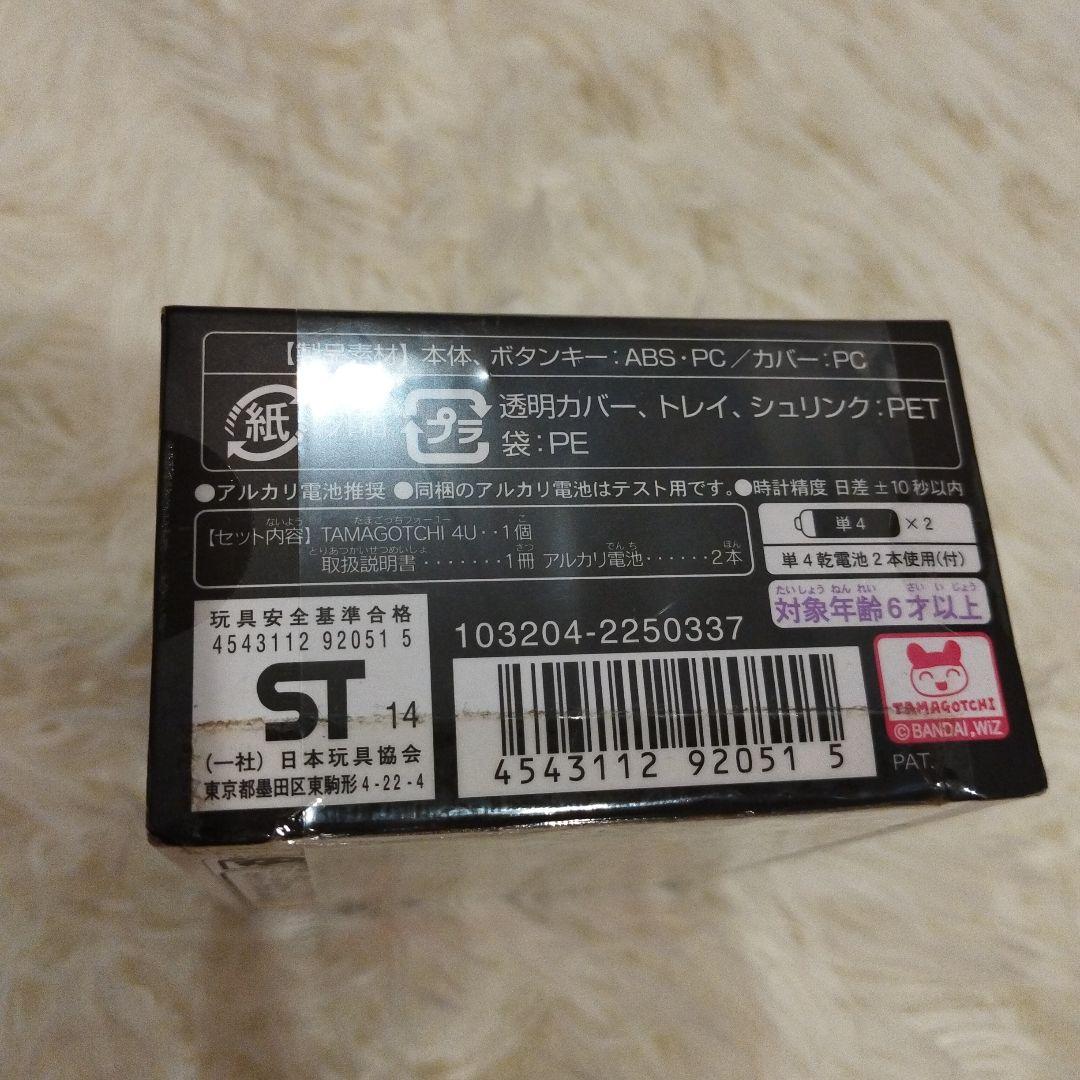 【製品素材】本体、ボタンキー：ABS・PC／カバー：PC
紙
プラ
透明カバー、トレイ、シュリンク：PET
袋：PE
●アルカリ電池推奨 ●同梱のアルカリ電池はテスト用です。●時計精度 日差±10秒以内
ないよう たまごっちフォーユー こ
【セット内容】TAMAGOTCHI 4U‥1個
とりあつかいせつめいしょ さつ でんち ほん
取扱説明書‥‥‥‥1冊 アルカリ電池‥‥‥2本
単4 ×2
単4乾電池2本使用(付)
たいしょうねんれい さいいじょう
対象年齢6才以上
玩具安全基準合格
4543112 92051 5
ST 14
(一社)日本玩具協会
東京都墨田区東駒形4-22-4
103204-2250337
4543112 92051 5
TAMAGOTCHI
©BANDAI,WiZ
PAT.